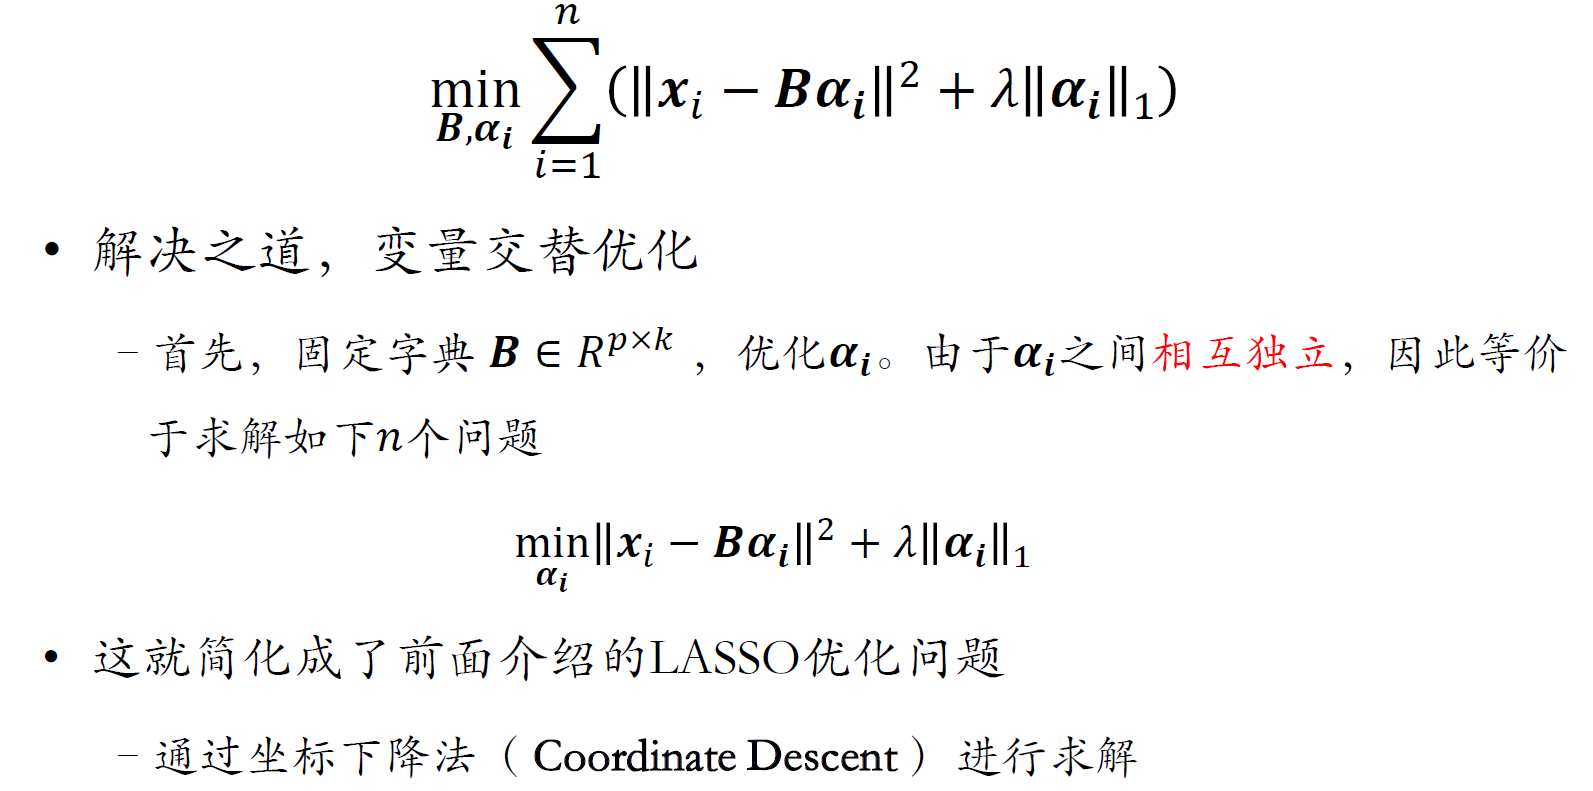 $$\min_{\boldsymbol{B},\boldsymbol{\alpha_i}} \sum_{i=1}^{n} (\|\boldsymbol{x}_i - \boldsymbol{B}\boldsymbol{\alpha_i}\|^2 + \lambda\|\boldsymbol{\alpha_i}\|_1)$$
• 解决之道，变量交替优化
– 首先，固定字典 $\boldsymbol{B} \in R^{p \times k}$ ，优化$\boldsymbol{\alpha_i}$。由于$\boldsymbol{\alpha_i}$之间相互独立，因此等价
于求解如下$n$个问题
$$\min_{\boldsymbol{\alpha_i}} \|\boldsymbol{x}_i - \boldsymbol{B}\boldsymbol{\alpha_i}\|^2 + \lambda\|\boldsymbol{\alpha_i}\|_1$$
• 这就简化成了前面介绍的LASSO优化问题
– 通过坐标下降法（Coordinate Descent）进行求解